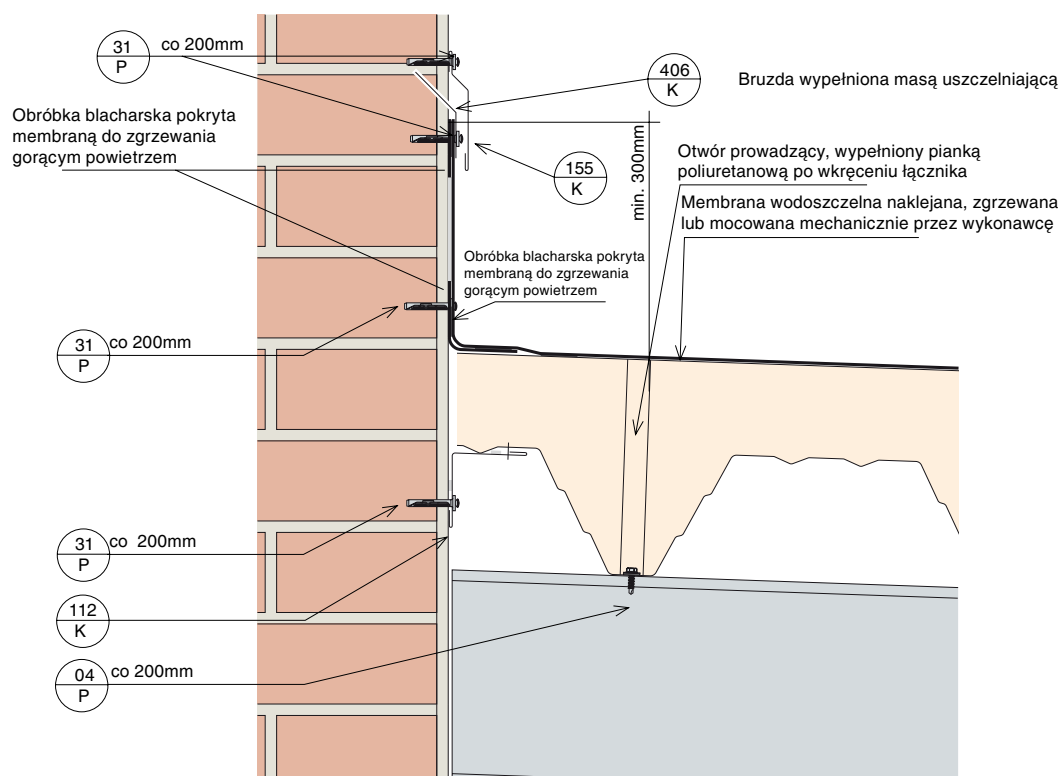 31
P
co 200mm
406
K
Bruzda wypełniona masą uszczelniającą
Obróbka blacharska pokryta
membraną do zgrzewania
gorącym powietrzem
155
K
min. 300mm
Otwór prowadzący, wypełniony pianką
poliuretanową po wkręceniu łącznika
Membrana wodoszczelna naklejana, zgrzewana
lub mocowana mechanicznie przez wykonawcę
Obróbka blacharska pokryta
membraną do zgrzewania
gorącym powietrzem
31
P
co 200mm
31
P
co 200mm
112
K
04
P
co 200mm